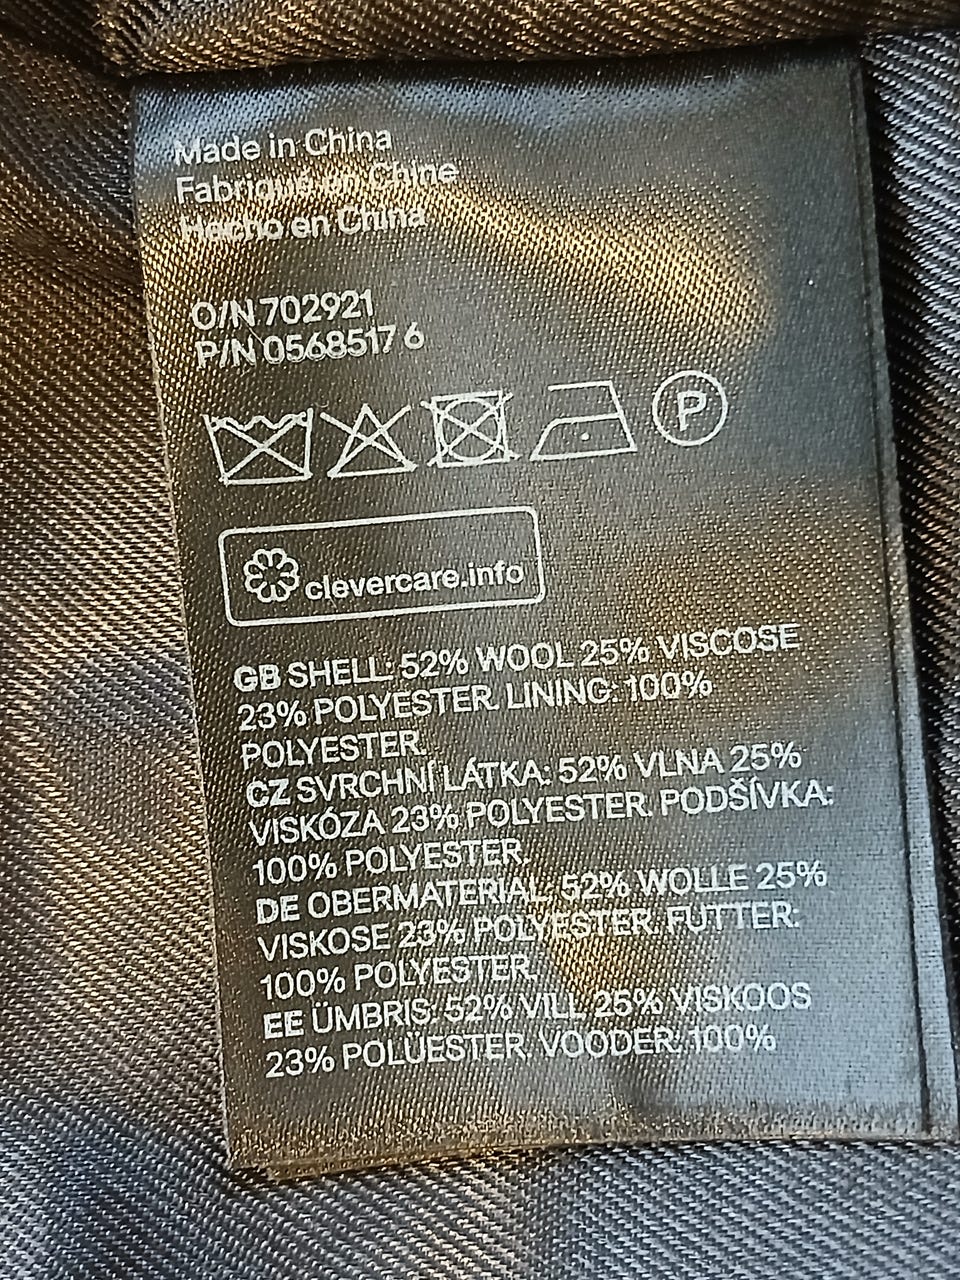 Made in China
Fabriqué en Chine
Hecho en China
O/N 702921
P/N 0568517 6
P
clevercare.info
GB SHELL: 52% WOOL 25% VISCOSE
23% POLYESTER. LINING: 100%
POLYESTER.
CZ SVRCHNÍ LÁTKA: 52% VLNA 25%
VISKÓZA 23% POLYESTER. PODŠÍVKA:
100% POLYESTER.
DE OBERMATERIAL: 52% WOLLE 25%
VISKOSE 23% POLYESTER. FUTTER:
100% POLYESTER.
EE ÜMBRIS: 52% VILL 25% VISKOOS
23% POLÜESTER. VOODER: 100%